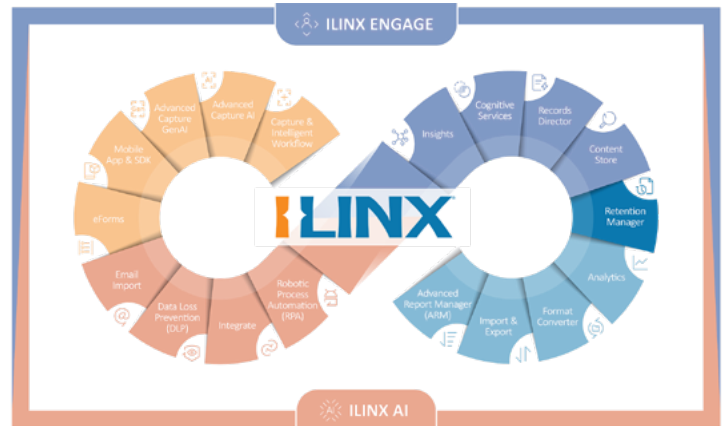 ILINX ENGAGE
Advanced
Capture
GenAI
Advanced
Capture AI
Capture &
Intelligent
Workflow
Mobile
App & SDK
eForms
Email
Import
Data Loss
Prevention
(DLP)
Integrate
Robotic
Process
Automation
(RPA)
ILINX
Insights
Cognitive
Services
Records
Director
Content
Store
Retention
Manager
Analytics
Format
Converter
Import &
Export
Advanced
Report Manager
(ARM)
ILINX AI